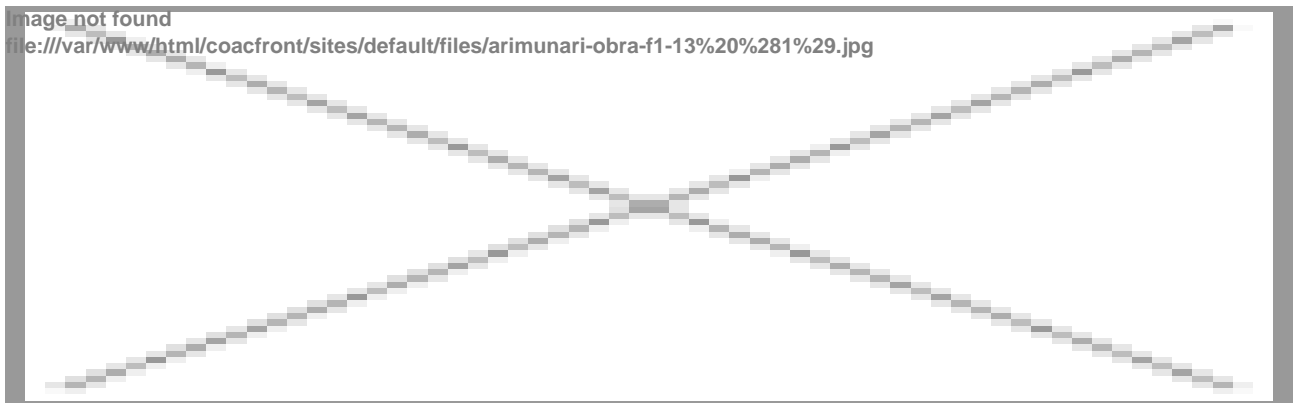 Image not found
file:///var/www/html/coacfront/sites/default/files/arimunari-obra-f1-13%20%281%29.jpg